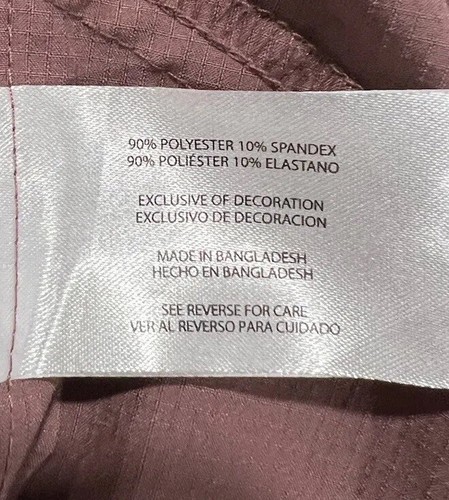 90% POLYESTER 10% SPANDEX
90% POLIÉSTER 10% ELASTANO
EXCLUSIVE OF DECORATION
EXCLUSIVO DE DECORACION
MADE IN BANGLADESH
HECHO EN BANGLADESH
SEE REVERSE FOR CARE
VER AL REVERSO PARA CUIDADO